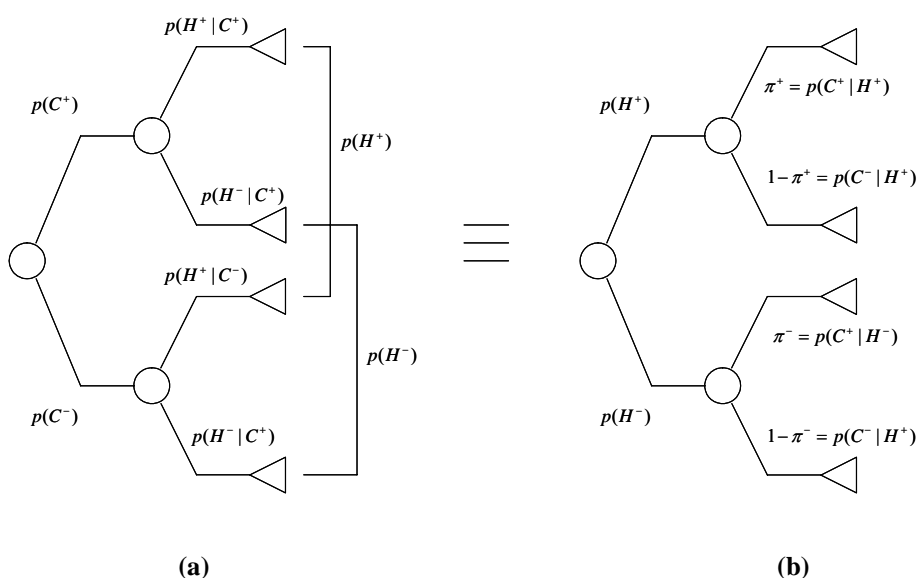 p(H⁺|C⁺)
p(C⁺)
p(H⁺)
p(H⁻|C⁺)
p(H⁺|C⁻)
p(H⁻)
p(C⁻)
p(H⁻|C⁺)
(a)
p(H⁺)
π⁺ = p(C⁺|H⁺)
1−π⁺ = p(C⁻|H⁺)
π⁻ = p(C⁺|H⁻)
p(H⁻)
1−π⁻ = p(C⁻|H⁺)
(b)